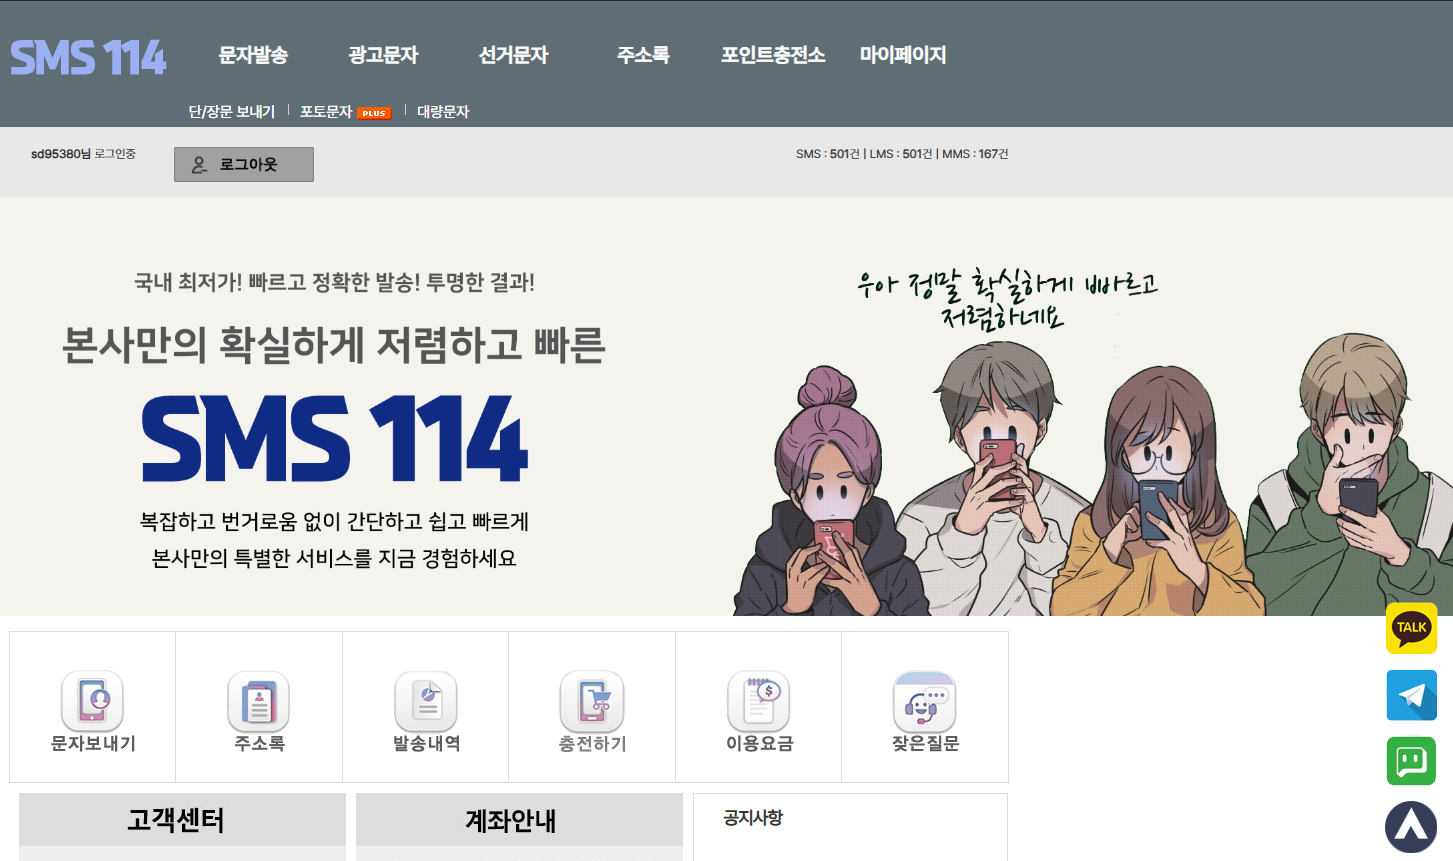 SMS 114
문자발송 광고문자 선거문자 주소록 포인트충전소 마이페이지
단/장문 보내기 | 포토문자 PLUS | 대량문자
sd95380님 로그인중 로그아웃 SMS : 501건 | LMS : 501건 | MMS : 167건
국내 최저가! 빠르고 정확한 발송! 투명한 결과!
본사만의 확실하게 저렴하고 빠른
SMS 114
복잡하고 번거로움 없이 간단하고 쉽고 빠르게
본사만의 특별한 서비스를 지금 경험하세요
우아 정말 확실하게 빠르고
저렴하네요
TALK
문자보내기 주소록 발송내역 충전하기 이용요금 잦은질문
고객센터 계좌안내 공지사항